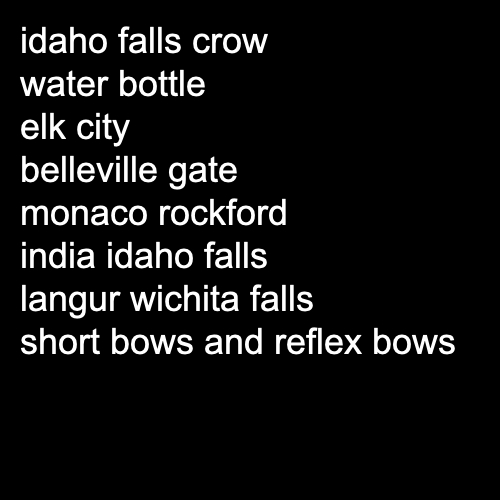 idaho falls crow
water bottle
elk city
belleville gate
monaco rockford
india idaho falls
langur wichita falls
short bows and reflex bows